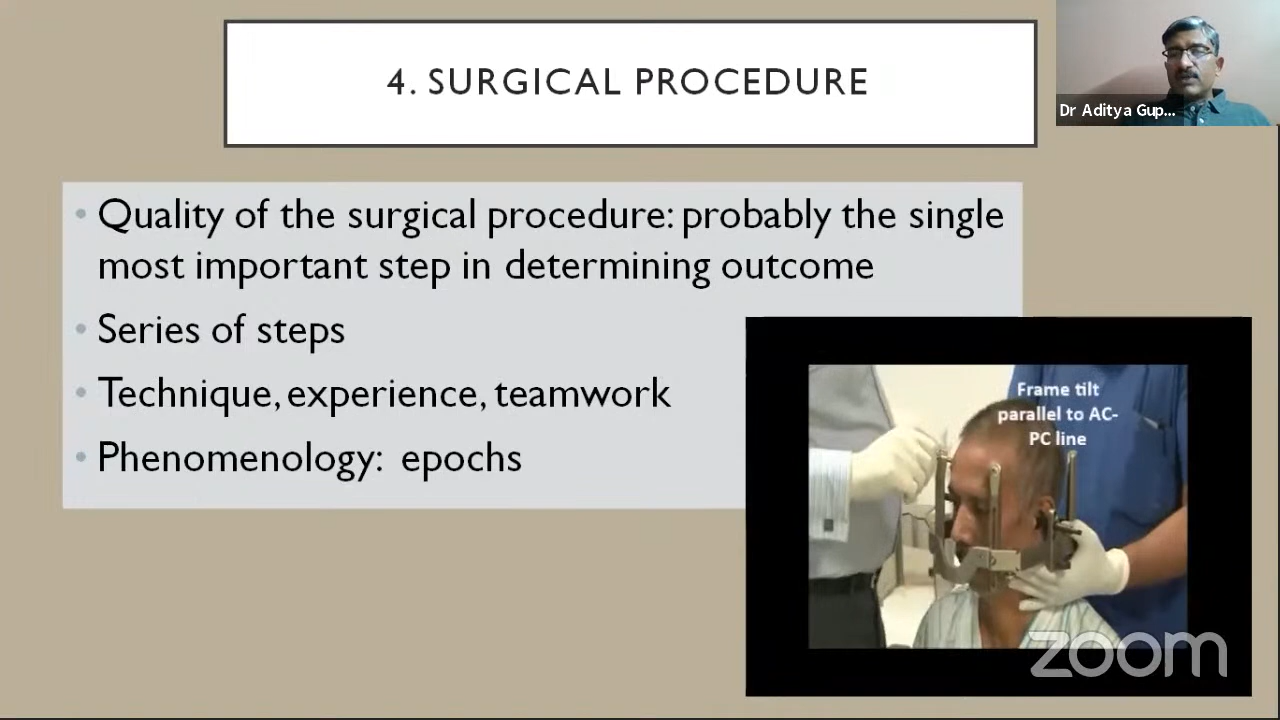 4. SURGICAL PROCEDURE
Dr Aditya Gup...
• Quality of the surgical procedure: probably the single
most important step in determining outcome
• Series of steps
• Technique, experience, teamwork
• Phenomenology: epochs
Frame tilt
parallel to AC-
PC line
zoom